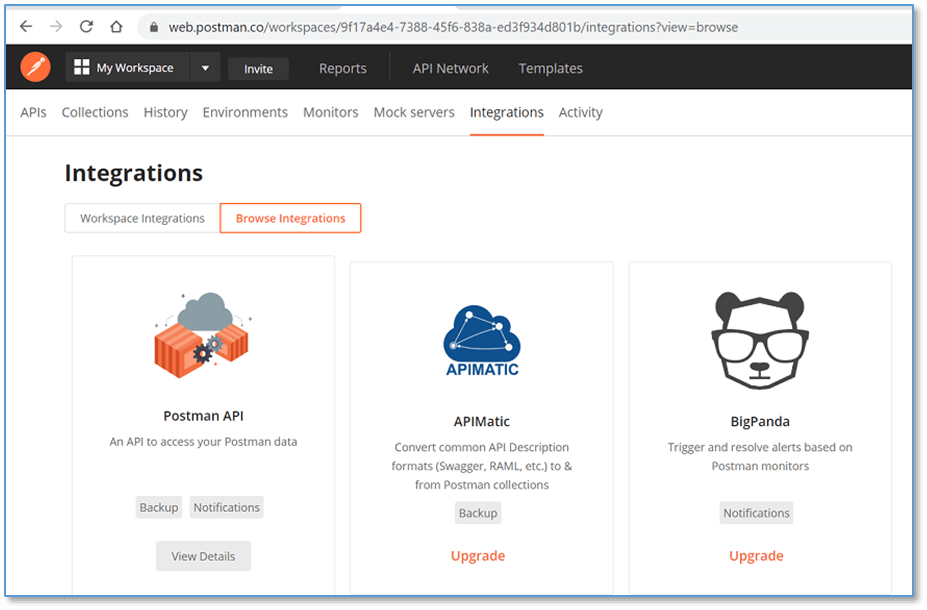 web.postman.co/workspaces/9f17a4e4-7388-45f6-838a-ed3f934d801b/integrations?view=browse
My Workspace Invite Reports API Network Templates
APIs Collections History Environments Monitors Mock servers Integrations Activity
Integrations
Workspace Integrations Browse Integrations
Postman API
An API to access your Postman data
Backup Notifications
View Details
APIMATIC
APIMatic
Convert common API Description
formats (Swagger, RAML, etc.) to &
from Postman collections
Backup
Upgrade
BigPanda
Trigger and resolve alerts based on
Postman monitors
Notifications
Upgrade